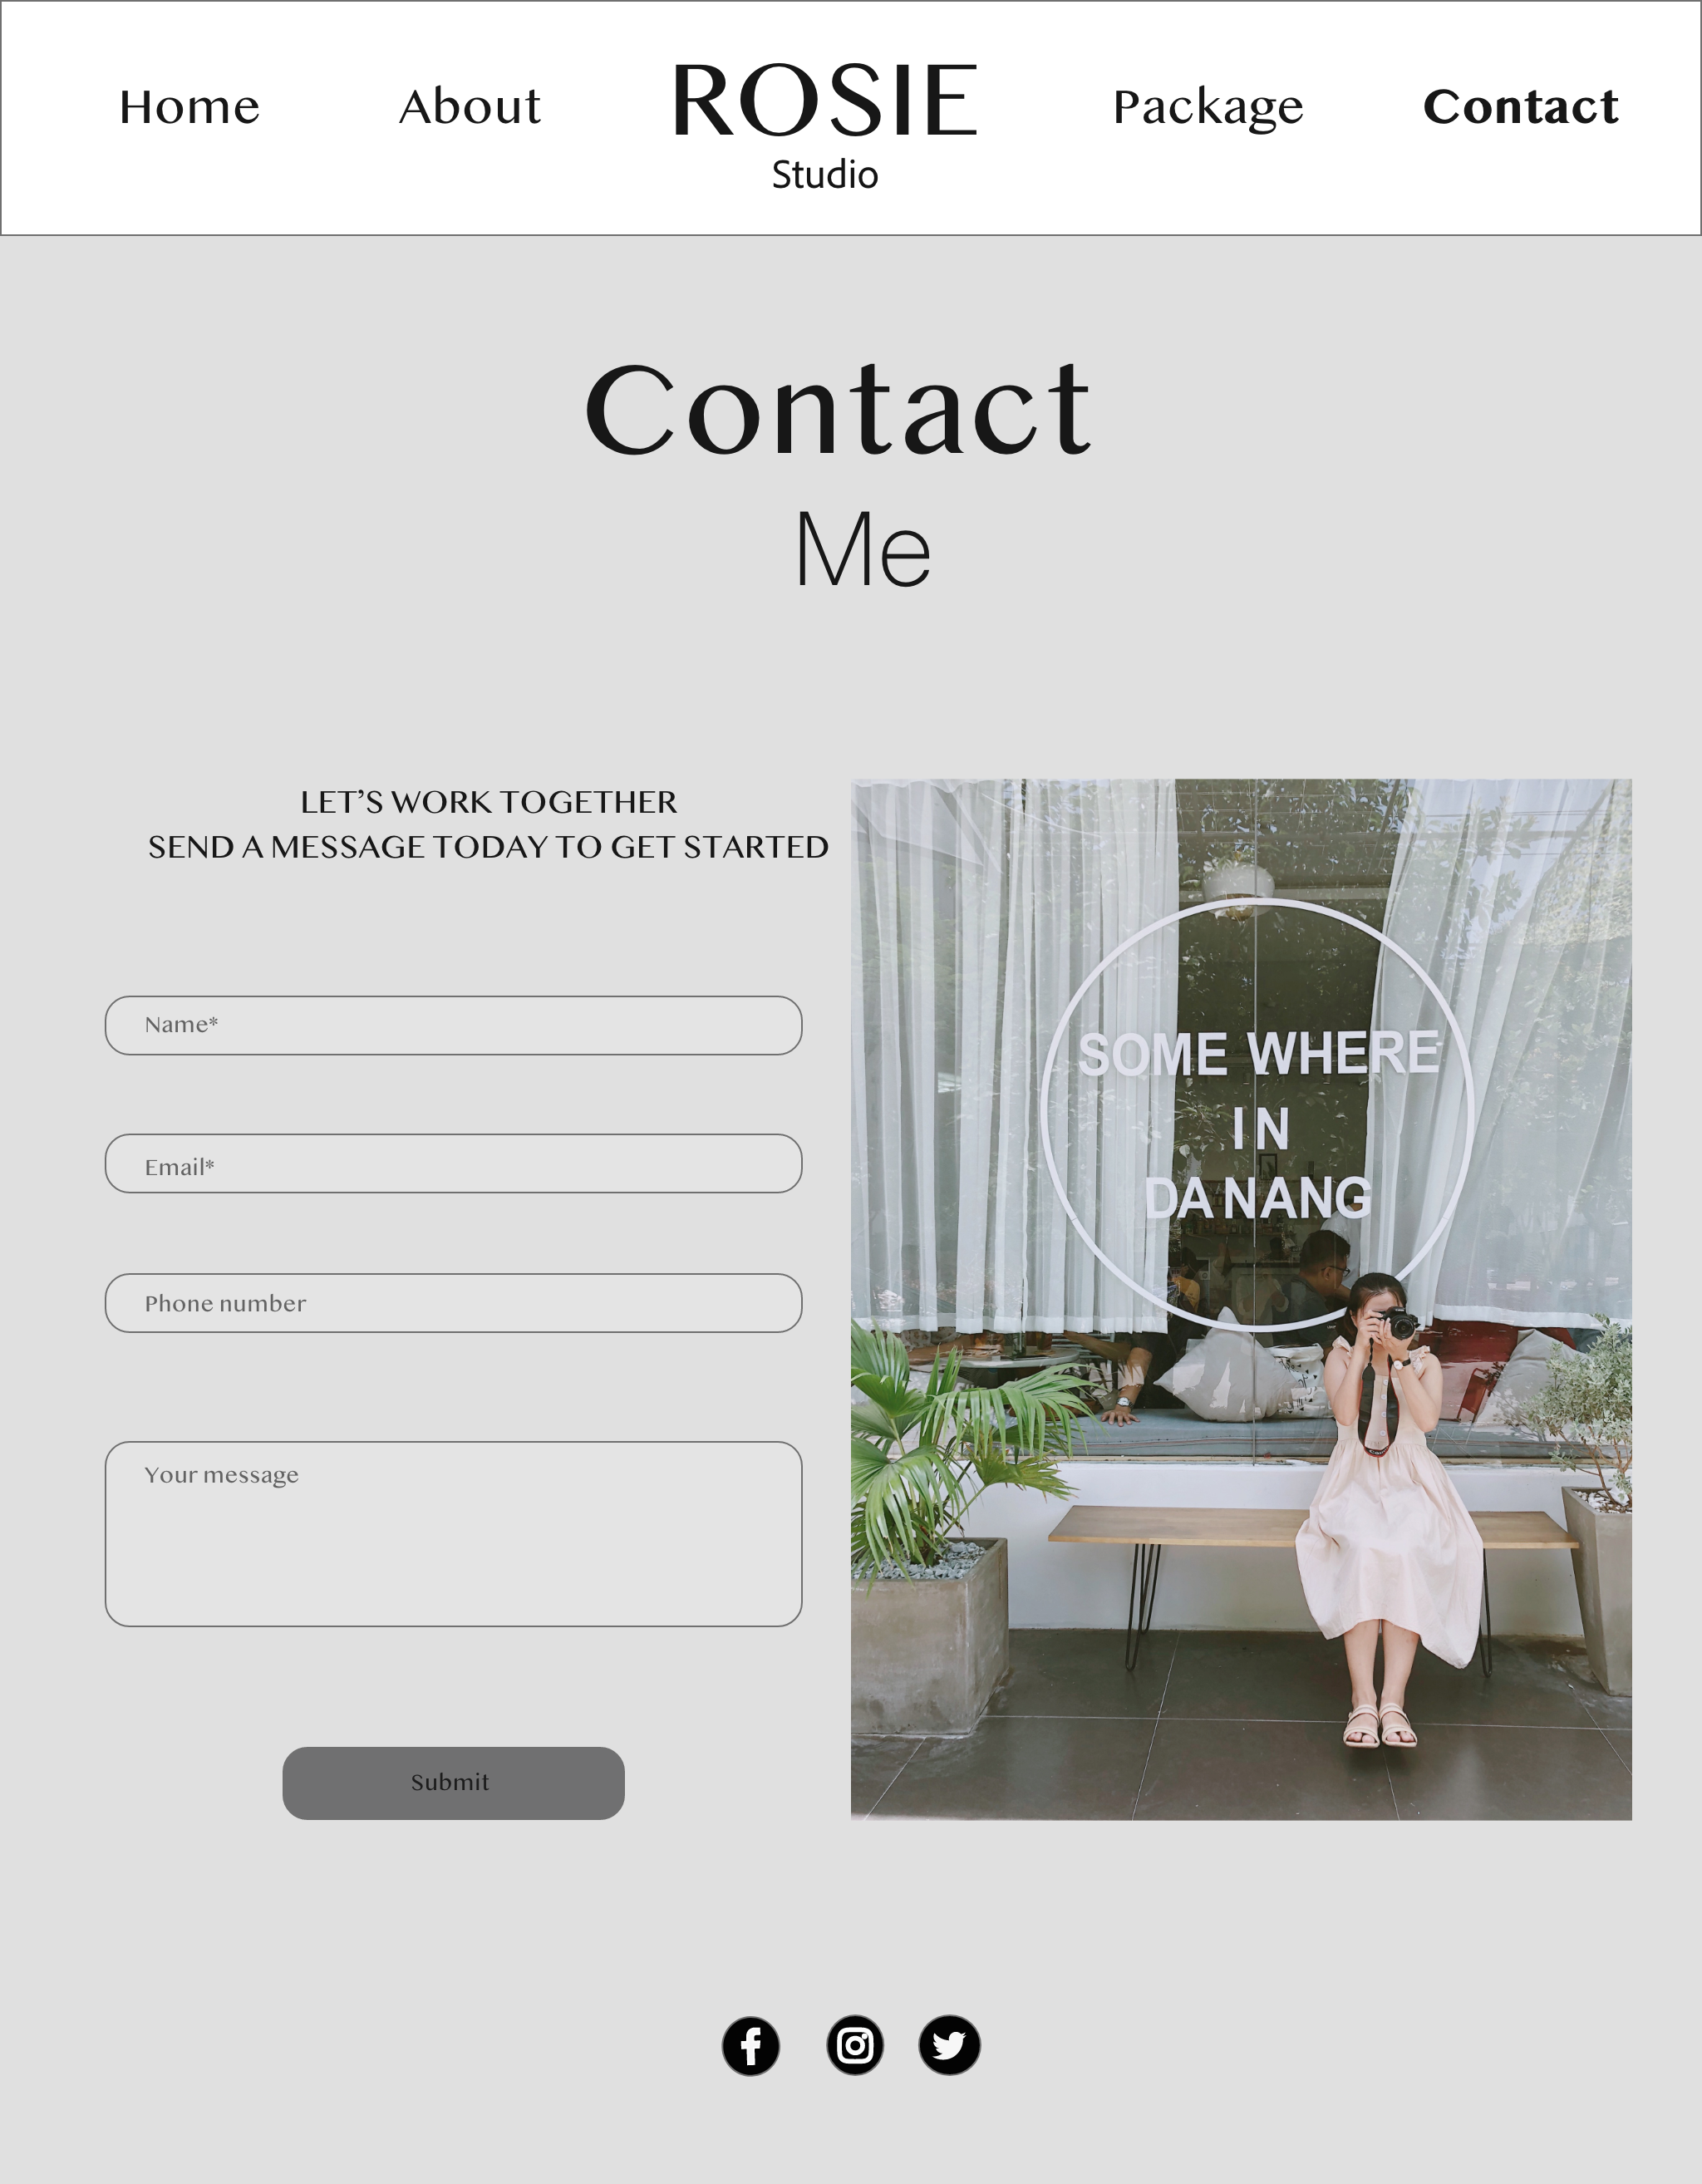 Home About ROSIE Package Contact
Studio
Contact
Me
LET’S WORK TOGETHER
SEND A MESSAGE TODAY TO GET STARTED
Name*
Email*
Phone number
Your message
Submit
SOME WHERE
IN
DA NANG